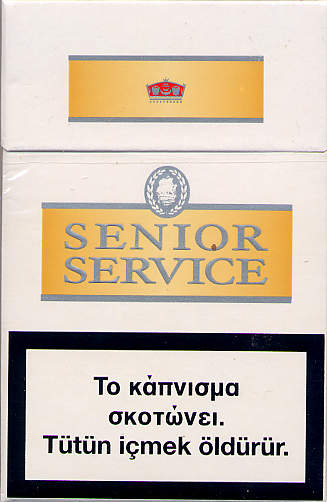 SENIOR
SERVICE
Το κάπνισμα
σκοτώνει.
Tütün içmek öldürür.